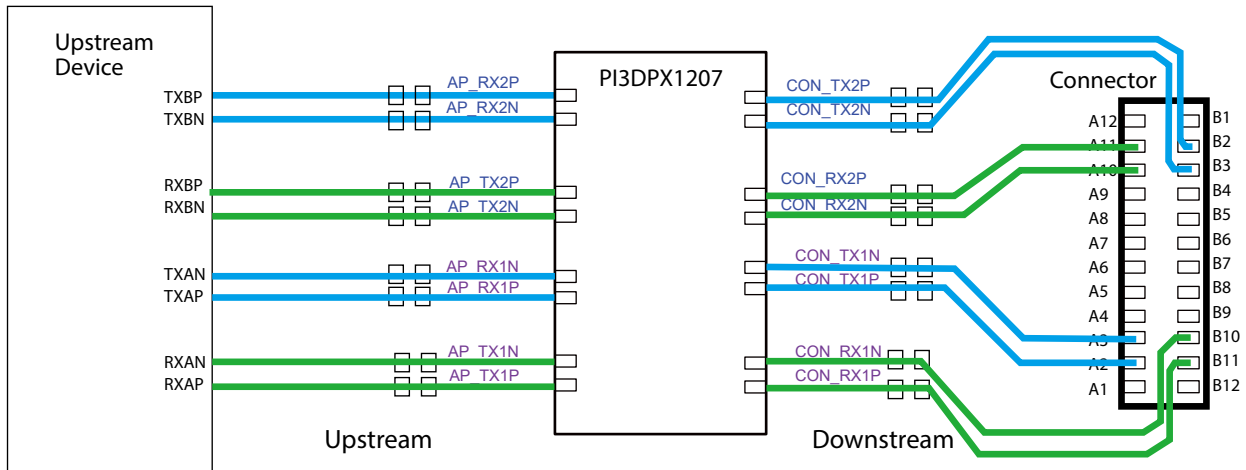 Upstream
Device
TXBP
TXBN
RXBP
RXBN
TXAN
TXAP
RXAN
RXAP
AP_RX2P
AP_RX2N
AP_TX2P
AP_TX2N
AP_RX1N
AP_RX1P
AP_TX1N
AP_TX1P
Upstream
PI3DPX1207
CON_TX2P
CON_TX2N
CON_RX2P
CON_RX2N
CON_TX1N
CON_TX1P
CON_RX1N
CON_RX1P
Downstream
Connector
A12
A11
A10
A9
A8
A7
A6
A5
A4
A3
A2
A1
B1
B2
B3
B4
B5
B6
B7
B8
B9
B10
B11
B12